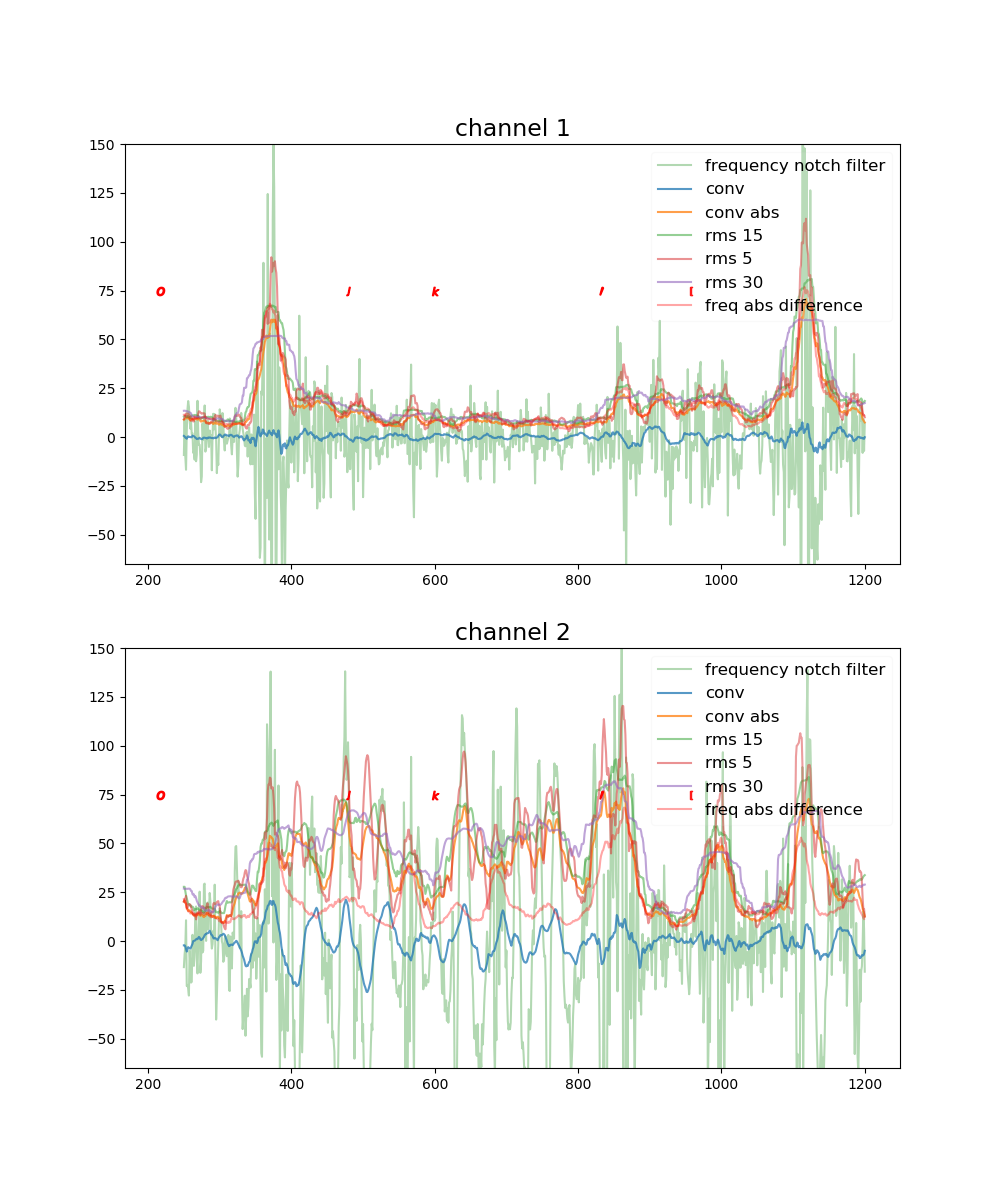 channel 1
150
125
100
75
50
25
0
−25
−50
frequency notch filter
conv
conv abs
rms 15
rms 5
rms 30
freq abs difference
o
k
200
400
600
800
1000
1200
channel 2
150
125
100
75
50
25
0
−25
−50
frequency notch filter
conv
conv abs
rms 15
rms 5
rms 30
freq abs difference
o
k
200
400
600
800
1000
1200